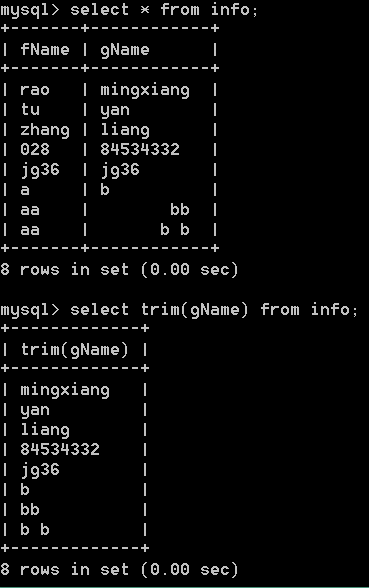 mysql> select * from info;
+-------+------------+
| fName | gName      |
+-------+------------+
| rao   | mingxiang  |
| tu    | yan        |
| zhang | liang      |
| 028   | 84534332   |
| jg36  | jg36       |
| a     | b          |
| aa    |        bb  |
| aa    |       b b  |
+-------+------------+
8 rows in set (0.00 sec)
mysql> select trim(gName) from info;
+-------------+
| trim(gName) |
+-------------+
| mingxiang   |
| yan         |
| liang       |
| 84534332    |
| jg36        |
| b           |
| bb          |
| b b         |
+-------------+
8 rows in set (0.00 sec)